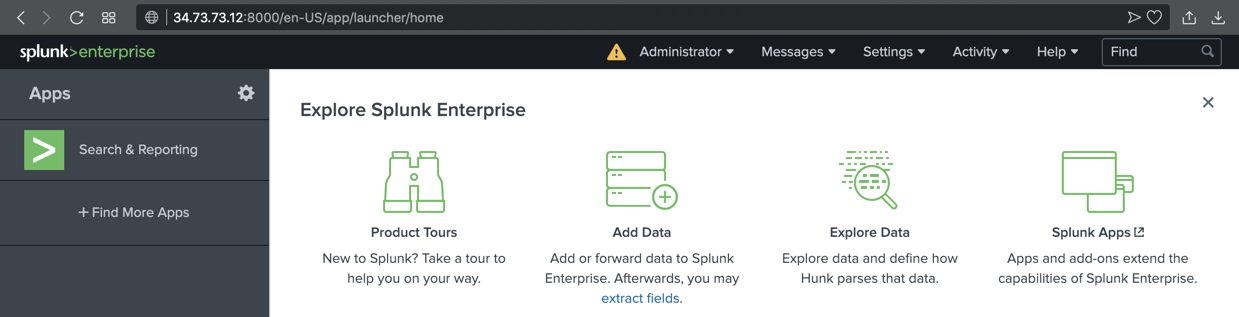 34.73.73.12:8000/en-US/app/launcher/home
splunk>enterprise
Administrator
Messages
Settings
Activity
Help
Find
Apps
Search & Reporting
+ Find More Apps
Explore Splunk Enterprise
Product Tours
New to Splunk? Take a tour to
help you on your way.
Add Data
Add or forward data to Splunk
Enterprise. Afterwards, you may
extract fields.
Explore Data
Explore data and define how
Hunk parses that data.
Splunk Apps
Apps and add-ons extend the
capabilities of Splunk Enterprise.